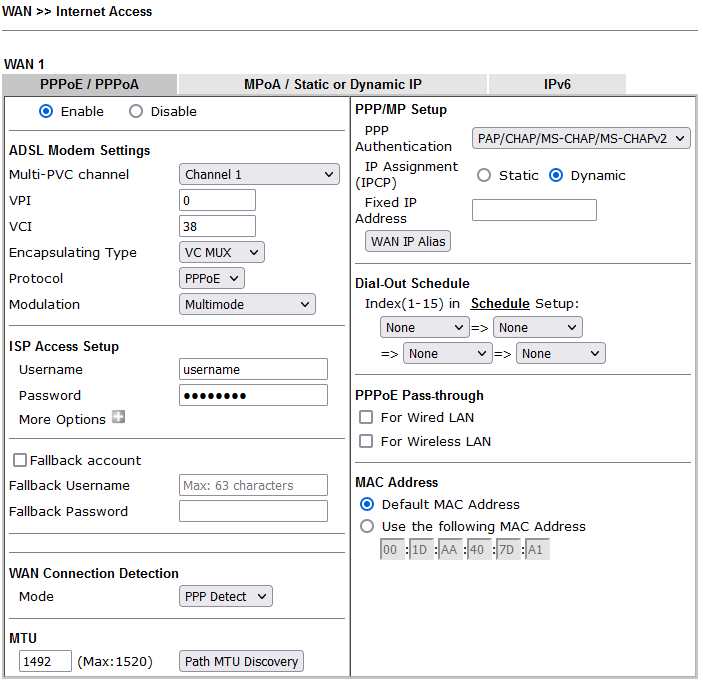 WAN >> Internet Access
WAN 1
PPPoE / PPPoA
MPoA / Static or Dynamic IP
IPv6
Enable Disable
ADSL Modem Settings
Multi-PVC channel Channel 1
VPI 0
VCI 38
Encapsulating Type VC MUX
Protocol PPPoE
Modulation Multimode
ISP Access Setup
Username username
Password ●●●●●●●●
More Options
Fallback account
Fallback Username Max: 63 characters
Fallback Password
WAN Connection Detection
Mode PPP Detect
MTU
1492 (Max:1520) Path MTU Discovery
PPP/MP Setup
PPP
Authentication PAP/CHAP/MS-CHAP/MS-CHAPv2
IP Assignment
(IPCP) Static Dynamic
Fixed IP
Address
WAN IP Alias
Dial-Out Schedule
Index(1-15) in Schedule Setup:
None => None
=> None => None
PPPoE Pass-through
For Wired LAN
For Wireless LAN
MAC Address
Default MAC Address
Use the following MAC Address
00 :1D :AA :40 :7D :A1